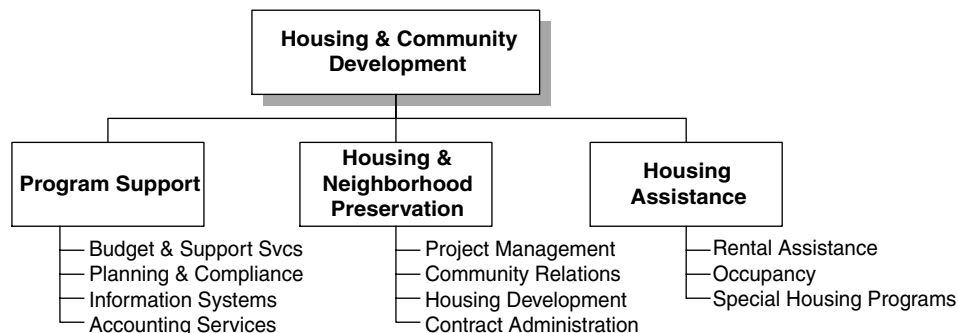 Housing & Community
Development
Program Support
Housing &
Neighborhood
Preservation
Housing
Assistance
Budget & Support Svcs
Planning & Compliance
Information Systems
Accounting Services
Project Management
Community Relations
Housing Development
Contract Administration
Rental Assistance
Occupancy
Special Housing Programs